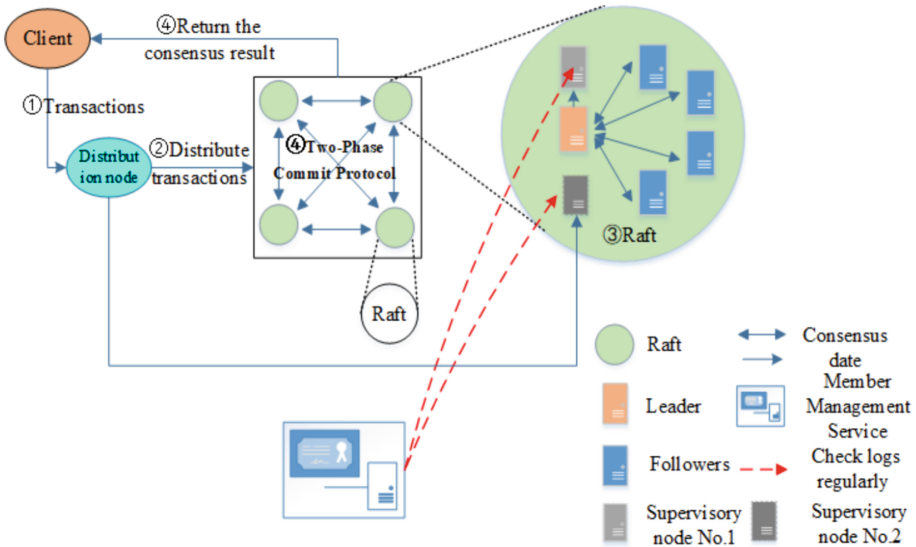 Client
④Return the
consensus result
①Transactions
Distribut
ion node
②Distribute
transactions
④Two-Phase
Commit Protocol
Raft
③Raft
Raft
Consensus
date
Leader
Member
Management
Service
Followers
Check logs
regularly
Supervisory
node No.1
Supervisory
node No.2